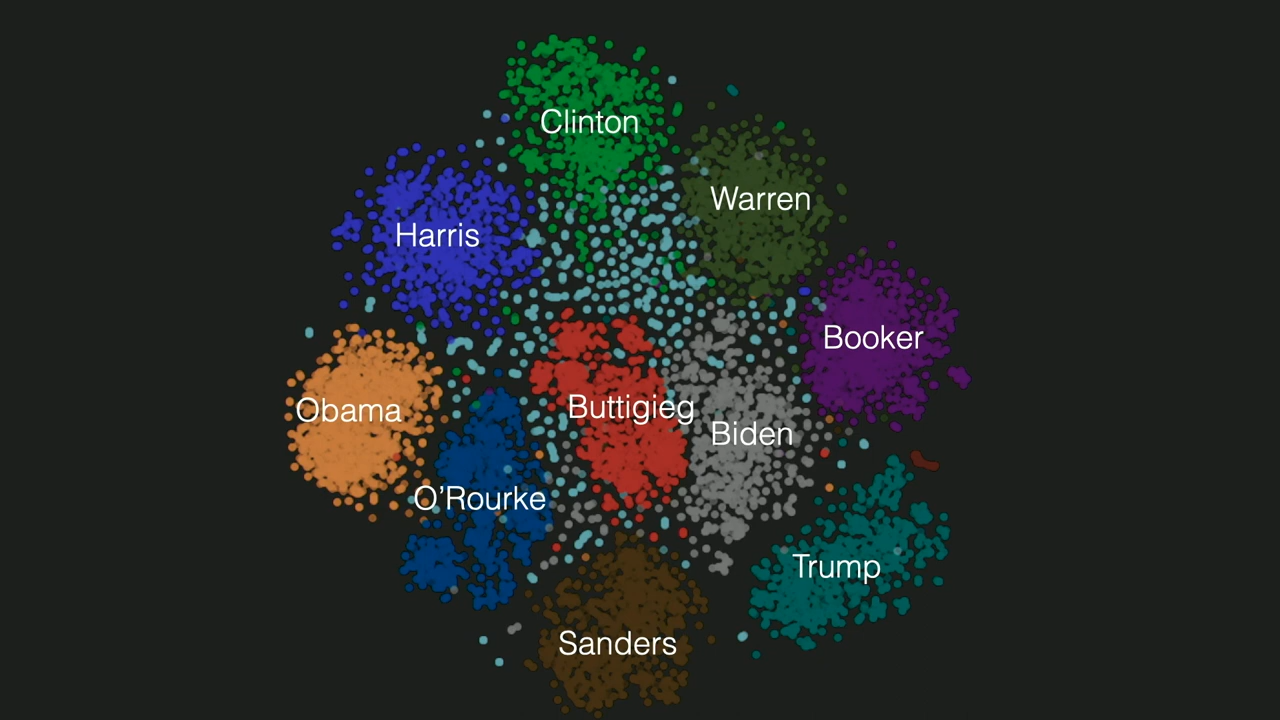 Clinton
Warren
Harris
Booker
Obama
Buttigieg
Biden
O'Rourke
Trump
Sanders